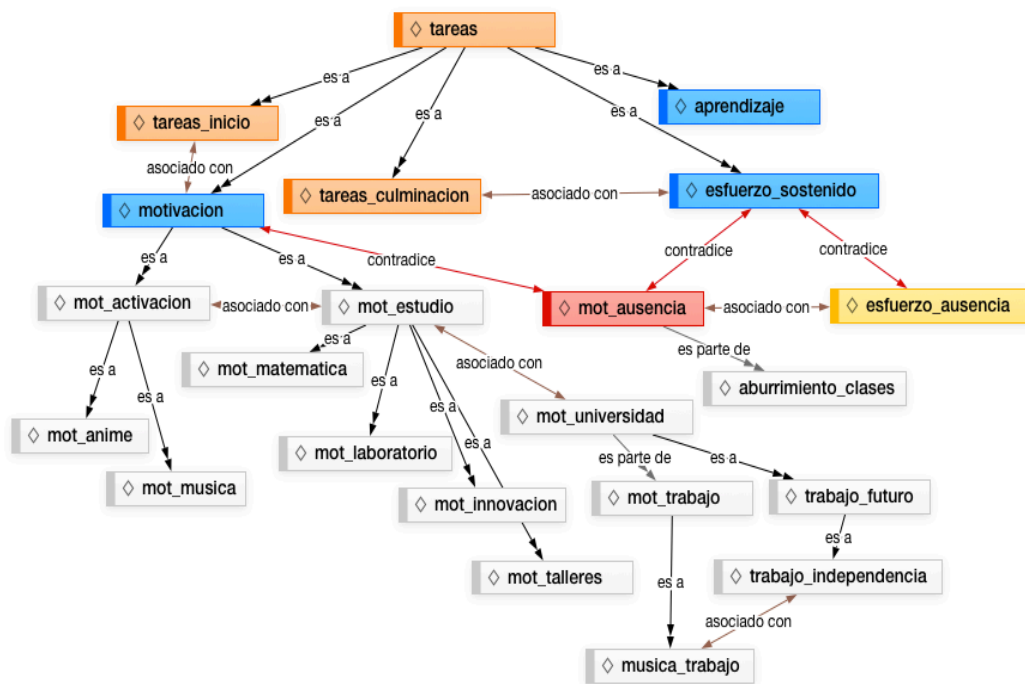 tareas
es a
es a
es a
es a
es a
aprendizaje
tareas_inicio
asociado con
motivacion
tareas_culminacion
asociado con
esfuerzo_sostenido
es a
es a
contradice
contradice
contradice
mot_activacion
asociado con
mot_estudio
mot_ausencia
asociado con
esfuerzo_ausencia
es a
es a
es a
es a
es a
es a
asociado con
es parte de
mot_matematica
aburrimiento_clases
mot_universidad
mot_anime
mot_laboratorio
es parte de
es a
mot_musica
mot_innovacion
mot_trabajo
trabajo_futuro
es a
mot_talleres
es a
trabajo_independencia
asociado con
musica_trabajo